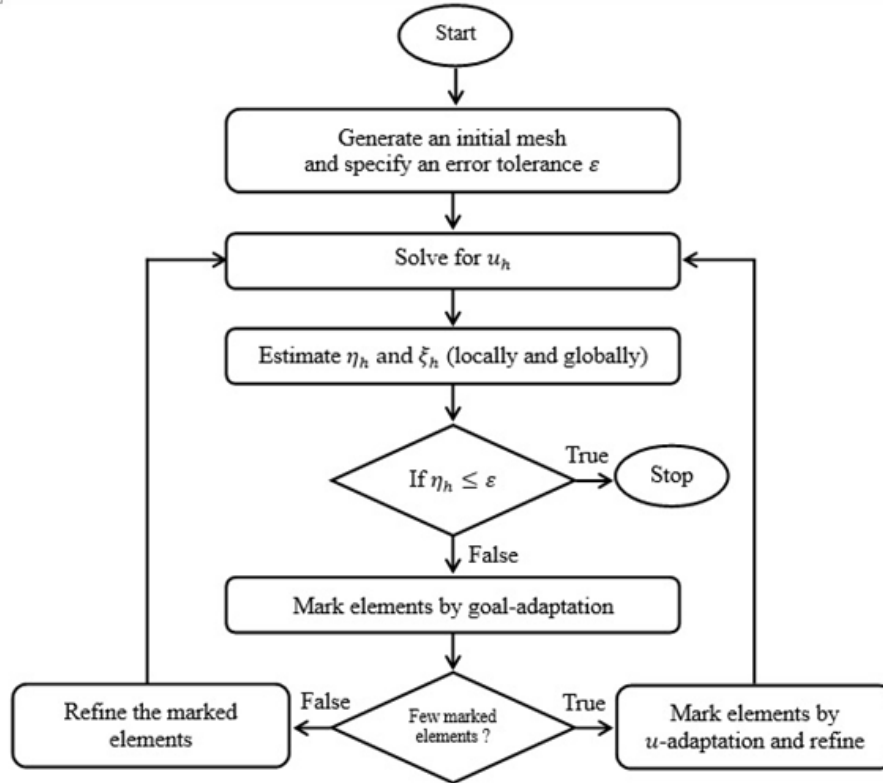 Start
Generate an initial mesh
and specify an error tolerance ε
Solve for uₕ
Estimate ηₕ and ξₕ (locally and globally)
If ηₕ ≤ ε
True
Stop
False
Mark elements by goal-adaptation
Refine the marked
elements
False
Few marked
elements ?
True
Mark elements by
u-adaptation and refine